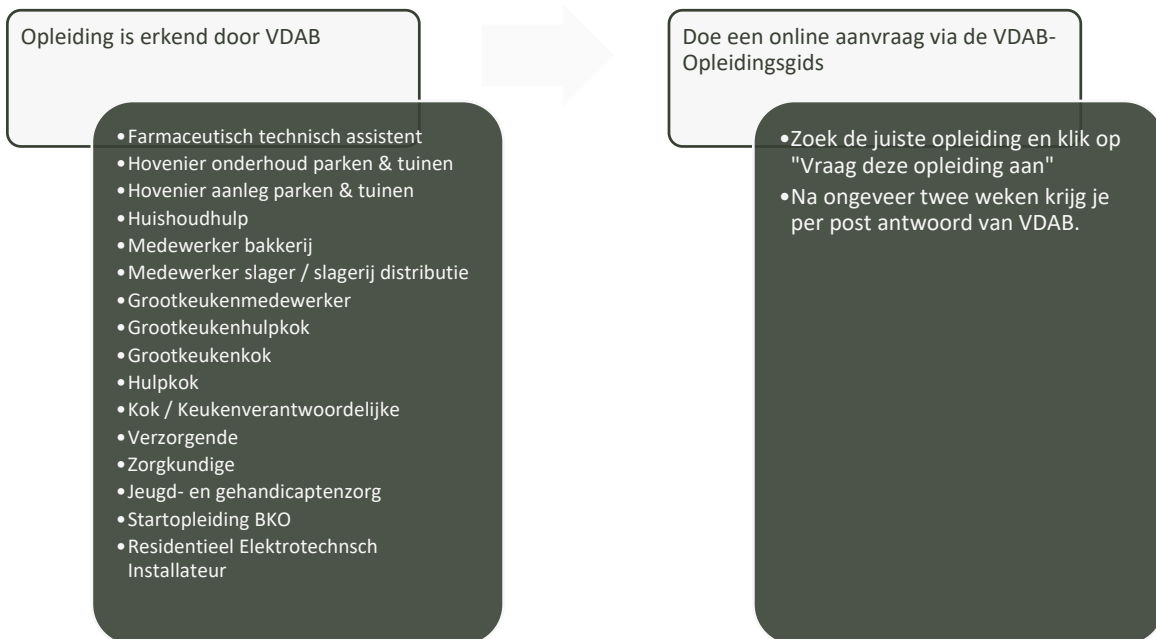 Opleiding is erkend door VDAB
•Farmaceutisch technisch assistent
•Hovenier onderhoud parken & tuinen
•Hovenier aanleg parken & tuinen
•Huishoudhulp
•Medewerker bakkerij
•Medewerker slager / slagerij distributie
•Grootkeukenmedewerker
•Grootkeukenhulpkok
•Grootkeukenkok
•Hulpkok
•Kok / Keukenverantwoordelijke
•Verzorgende
•Zorgkundige
•Jeugd- en gehandicaptenzorg
•Startopleiding BKO
•Residentieel Elektrotechnsch
Installateur
Doe een online aanvraag via de VDAB-
Opleidingsgids
•Zoek de juiste opleiding en klik op
"Vraag deze opleiding aan"
•Na ongeveer twee weken krijg je
per post antwoord van VDAB.